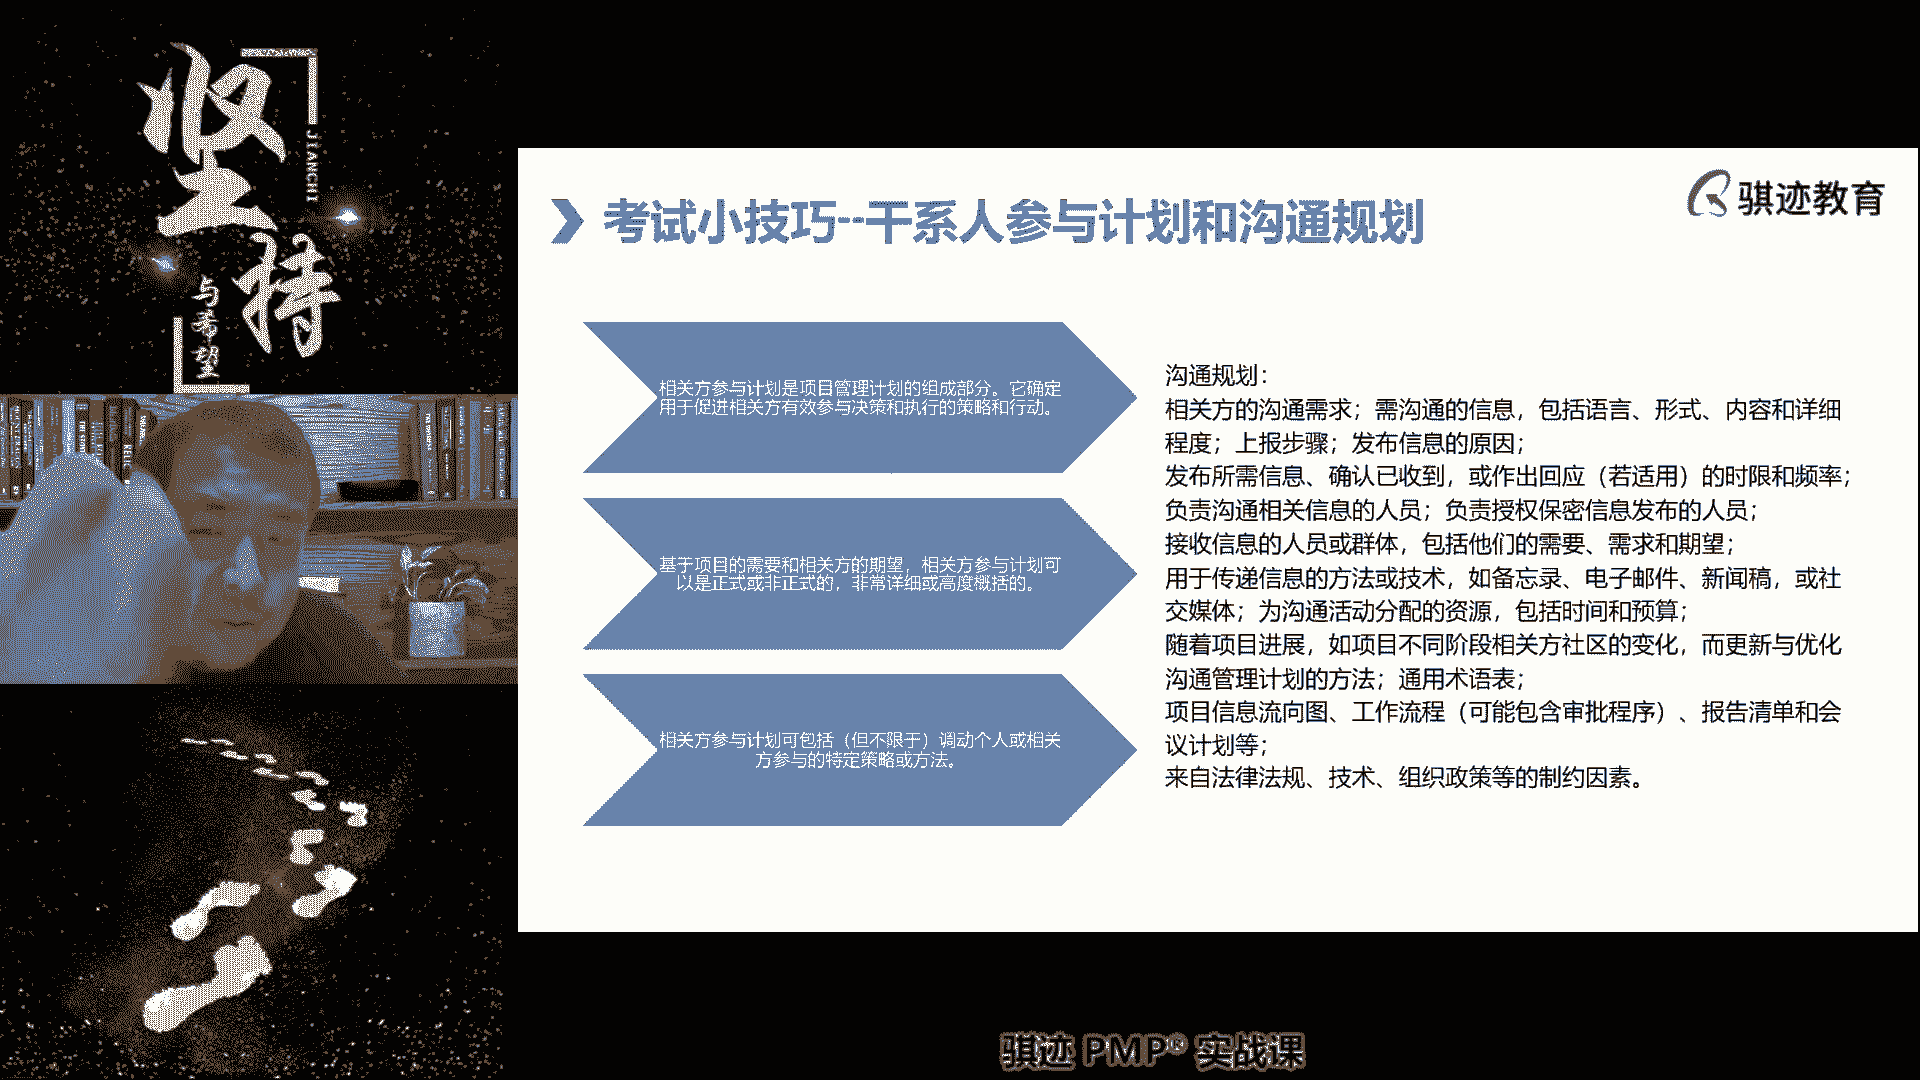 坚持
JIANCHI
与希望
考试小技巧--干系人参与计划和沟通规划
骐迹教育
相关方参与计划是项目管理计划的组成部分。它确定
用于促进相关方有效参与决策和执行的策略和行动。
基于项目的需要和相关方的期望，相关方参与计划可
以是正式或非正式的，非常详细或高度概括的。
相关方参与计划可包括（但不限于）调动个人或相关
方参与的特定策略或方法。
沟通规划：
相关方的沟通需求；需沟通的信息，包括语言、形式、内容和详细
程度；上报步骤；发布信息的原因；
发布所需信息、确认已收到，或作出回应（若适用）的时限和频率；
负责沟通相关信息的人员；负责授权保密信息发布的人员；
接收信息的人员或群体，包括他们的需要、需求和期望；
用于传递信息的方法或技术，如备忘录、电子邮件、新闻稿，或社
交媒体；为沟通活动分配的资源，包括时间和预算；
随着项目进展，如项目不同阶段相关方社区的变化，而更新与优化
沟通管理计划的方法；通用术语表；
项目信息流向图、工作流程（可能包含审批程序）、报告清单和会
议计划等；
来自法律法规、技术、组织政策等的制约因素。
骐迹 PMP® 实战课